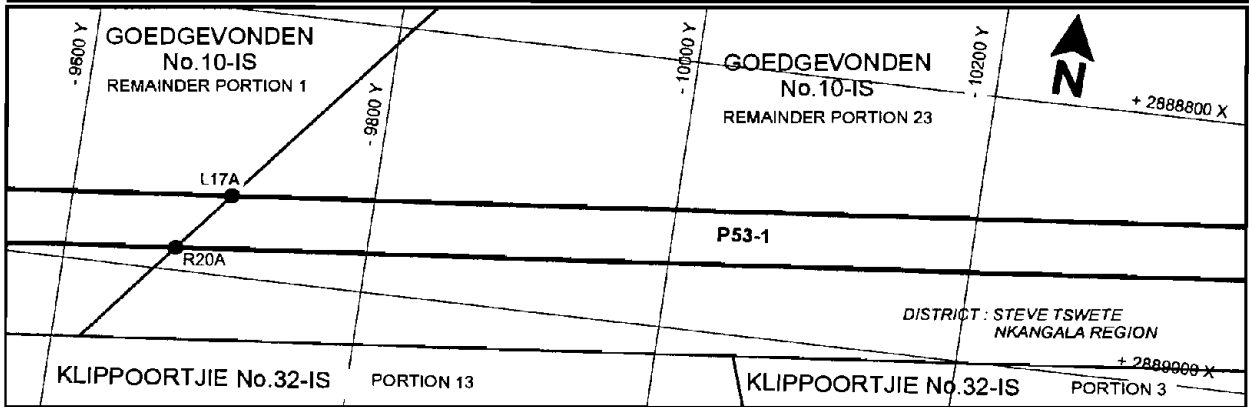 - 9600 Y
GOEDGEVONDEN
No.10-IS
REMAINDER PORTION 1
- 9800 Y
- 10000 Y
GOEDGEVONDEN
No.10-IS
REMAINDER PORTION 23
- 10200 Y
N
+ 2888800 X
L17A
P53-1
R20A
DISTRICT : STEVE TSWETE
NKANGALA REGION
+ 2889000 X
KLIPPOORTJIE No.32-IS
PORTION 13
KLIPPOORTJIE No.32-IS
PORTION 3